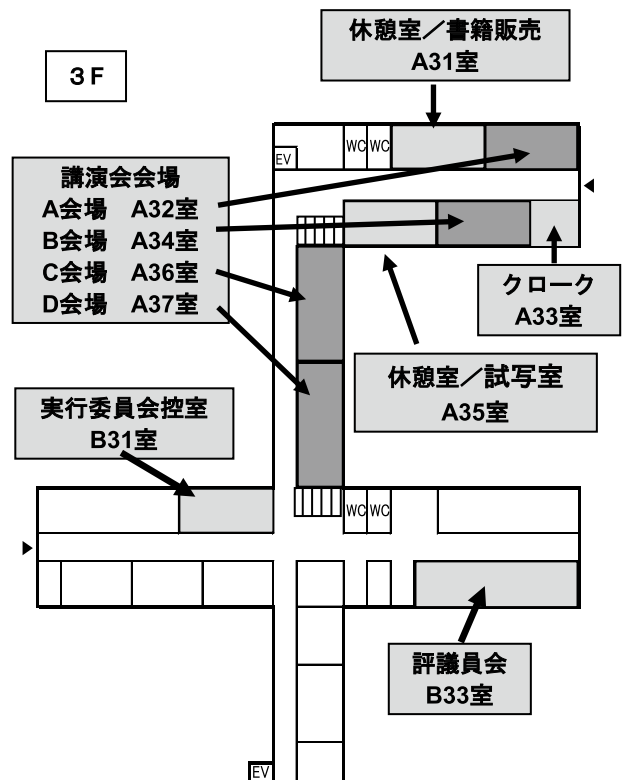 休憩室／書籍販売
A31室
３Ｆ
WC WC
EV
講演会会場
A会場 A32室
B会場 A34室
C会場 A36室
D会場 A37室
クローク
A33室
休憩室／試写室
A35室
実行委員会控室
B31室
WC WC
評議員会
B33室
EV